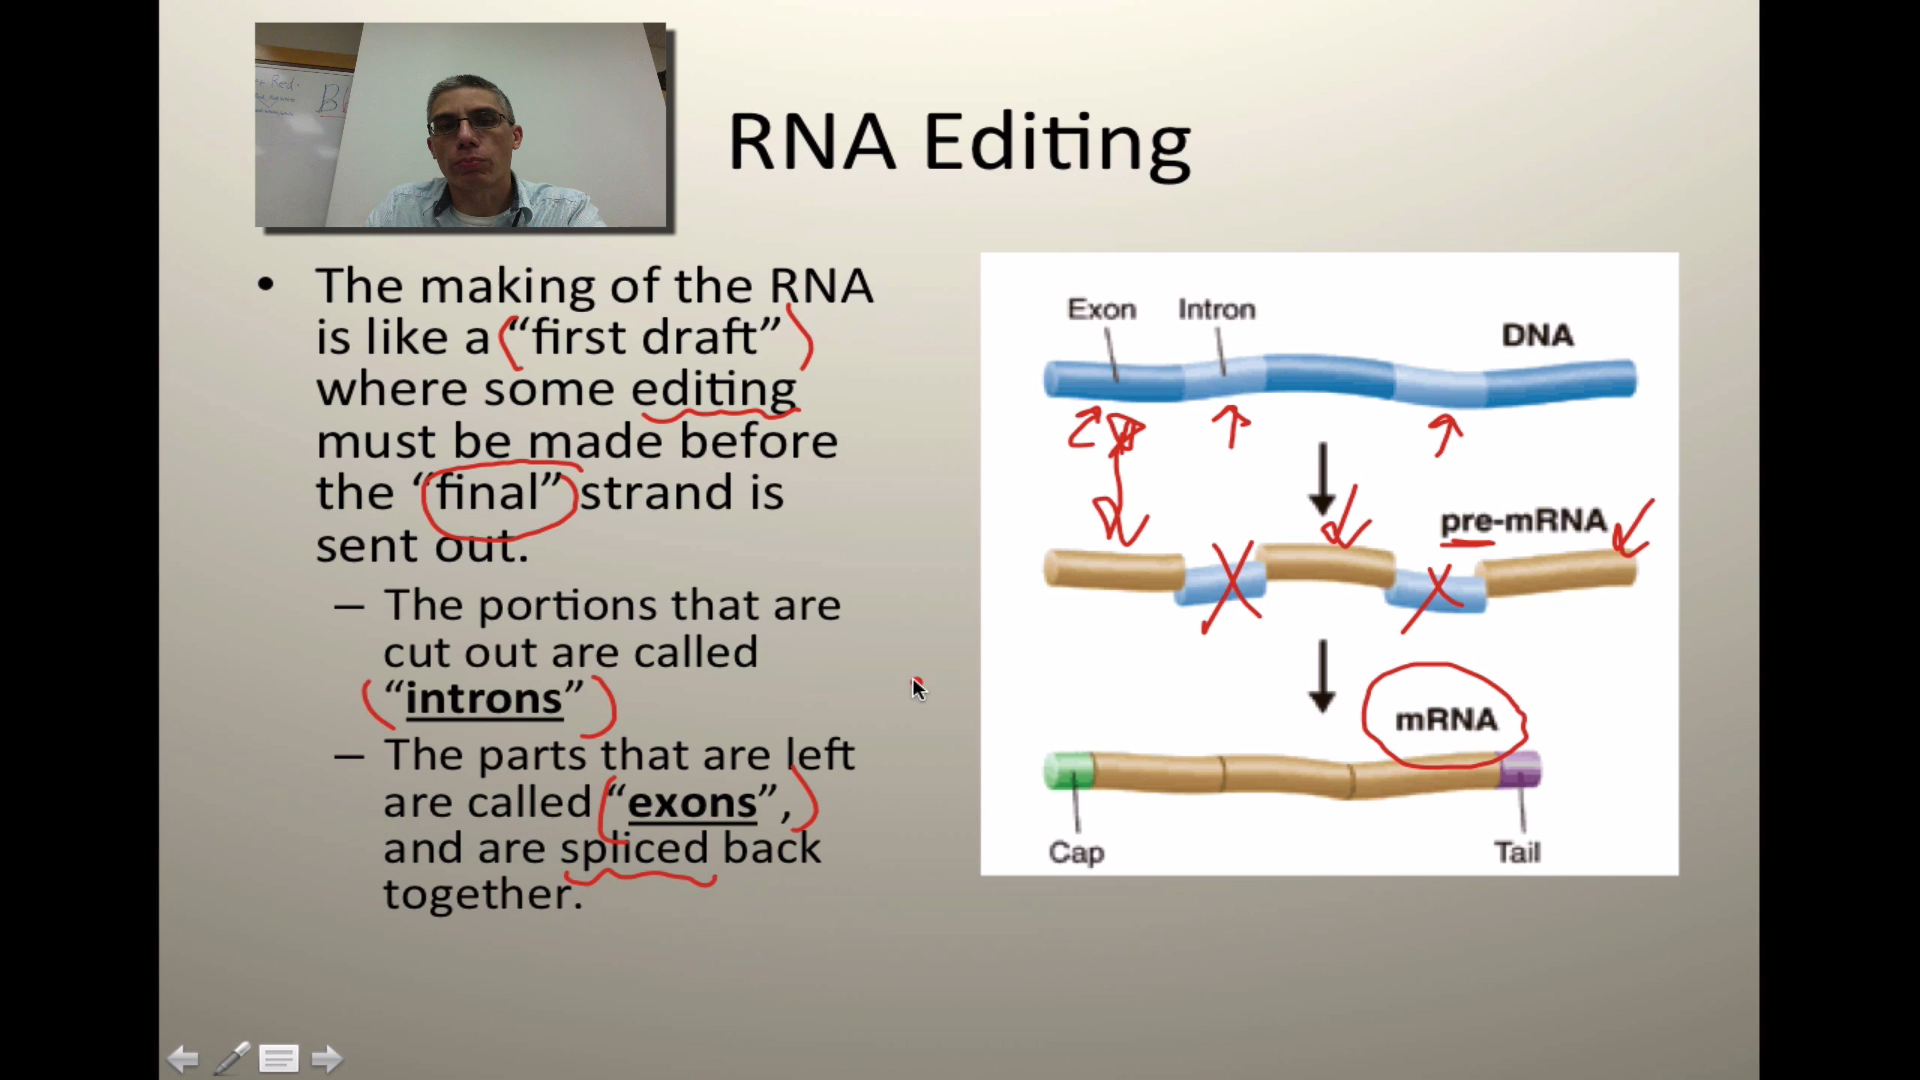 RNA Editing
• The making of the RNA
is like a “first draft”
where some editing
must be made before
the “final” strand is
sent out.
– The portions that are
cut out are called
“introns”
– The parts that are left
are called “exons”,
and are spliced back
together.
Exon Intron
DNA
pre-mRNA
mRNA
Cap
Tail